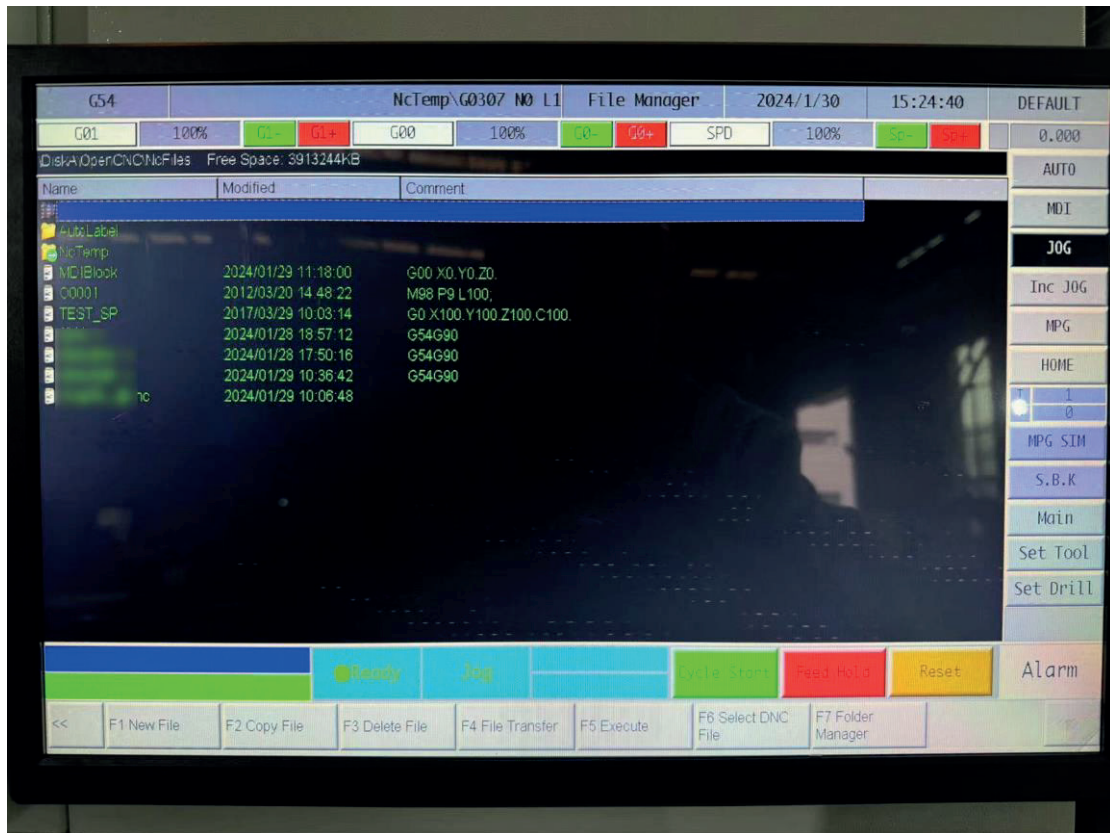 G54 NcTemp\G0307 N0 L1 File Manager 2024/1/30 15:24:40 DEFAULT
G01 100% G1- G1+ G00 100% G0- G0+ SPD 100% Sp- Sp+ 0.000
DiskA\OpenCNC\NcFiles Free Space: 3913244KB
Name Modified Comment
AutoLabel
NcTemp
MDIBlock 2024/01/29 11:18:00 G00 X0.Y0.Z0.
O0001 2012/03/20 14:48:22 M98 P9 L100;
TEST_SP 2017/03/29 10:03:14 G0 X100.Y100.Z100.C100.
2024/01/28 18:57:12 G54G90
2024/01/28 17:50:16 G54G90
2024/01/29 10:36:42 G54G90
nc 2024/01/29 10:06:48
AUTO
MDI
JOG
Inc JOG
MPG
HOME
T 1
0
MPG SIM
S.B.K
Main
Set Tool
Set Drill
Ready Jog Cycle Start Feed Hold Reset Alarm
<< F1 New File F2 Copy File F3 Delete File F4 File Transfer F5 Execute F6 Select DNC File F7 Folder Manager